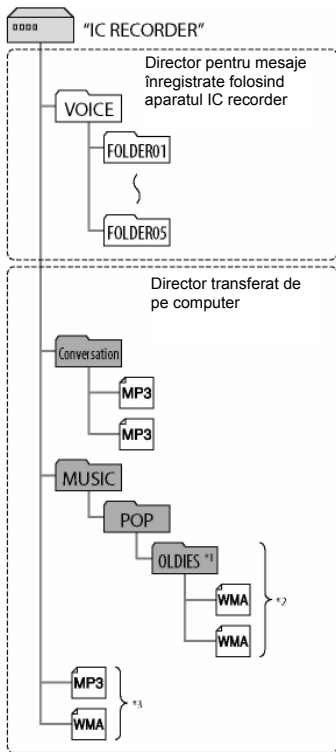 "IC RECORDER"
Director pentru mesaje
înregistrate folosind
aparatul IC recorder
VOICE
FOLDER01
FOLDER05
Director transferat de
pe computer
Conversation
MP3
MP3
MUSIC
POP
OLDIES *1
WMA
*2
WMA
MP3
*3
WMA